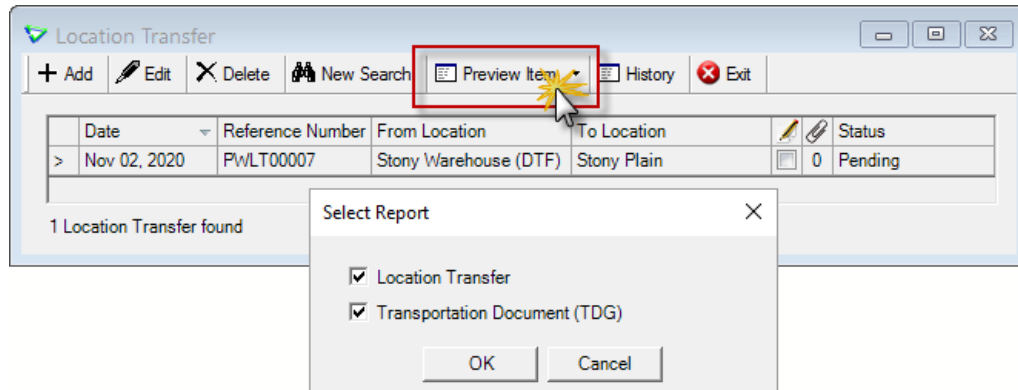 Location Transfer
Add Edit Delete New Search Preview Item History Exit
Date Reference Number From Location To Location Status
> Nov 02, 2020 PWLT00007 Stony Warehouse (DTF) Stony Plain 0 Pending
1 Location Transfer found
Select Report
Location Transfer
Transportation Document (TDG)
OK Cancel